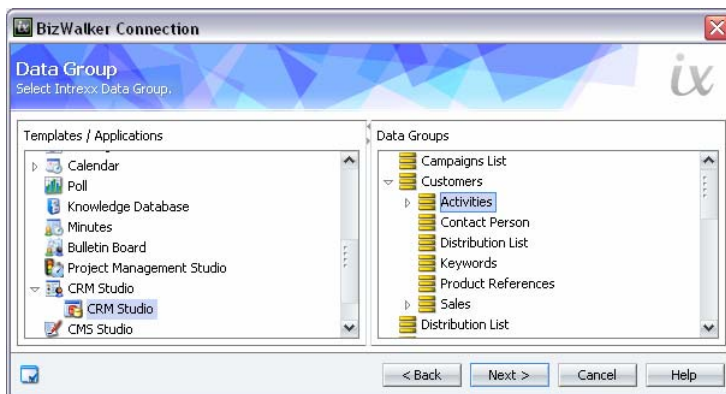 BizWalker Connection
Data Group
Select Intrexx Data Group.
ix
Templates / Applications
Calendar
Poll
Knowledge Database
Minutes
Bulletin Board
Project Management Studio
CRM Studio
CRM Studio
CMS Studio
Data Groups
Campaigns List
Customers
Activities
Contact Person
Distribution List
Keywords
Product References
Sales
Distribution List
< Back
Next >
Cancel
Help